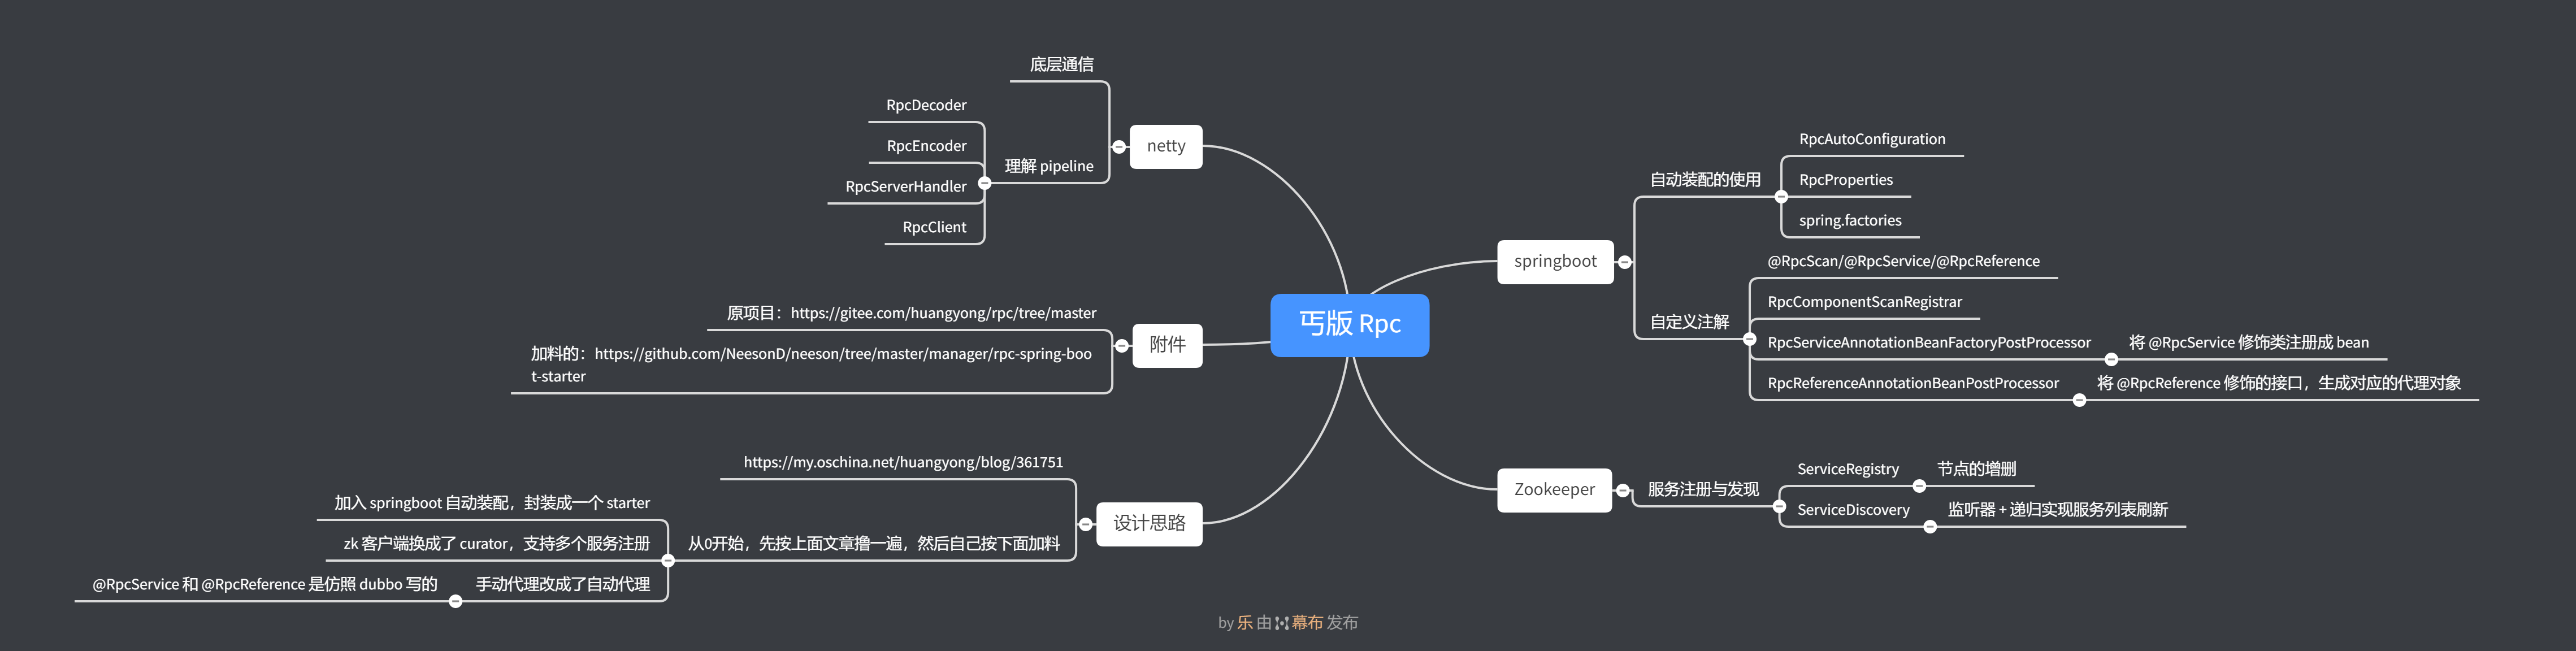 丐版 Rpc
netty
底层通信
理解 pipeline
RpcDecoder
RpcEncoder
RpcServerHandler
RpcClient
附件
原项目：https://gitee.com/huangyong/rpc/tree/master
加料的：https://github.com/NeesonD/neeson/tree/master/manager/rpc-spring-boo
t-starter
设计思路
https://my.oschina.net/huangyong/blog/361751
从0开始，先按上面文章撸一遍，然后自己按下面加料
加入 springboot 自动装配，封装成一个 starter
zk 客户端换成了 curator，支持多个服务注册
手动代理改成了自动代理
@RpcService 和 @RpcReference 是仿照 dubbo 写的
springboot
自动装配的使用
RpcAutoConfiguration
RpcProperties
spring.factories
自定义注解
@RpcScan/@RpcService/@RpcReference
RpcComponentScanRegistrar
RpcServiceAnnotationBeanFactoryPostProcessor
将 @RpcService 修饰类注册成 bean
RpcReferenceAnnotationBeanPostProcessor
将 @RpcReference 修饰的接口，生成对应的代理对象
Zookeeper
服务注册与发现
ServiceRegistry
节点的增删
ServiceDiscovery
监听器 + 递归实现服务列表刷新
by 乐 由 幕布 发布